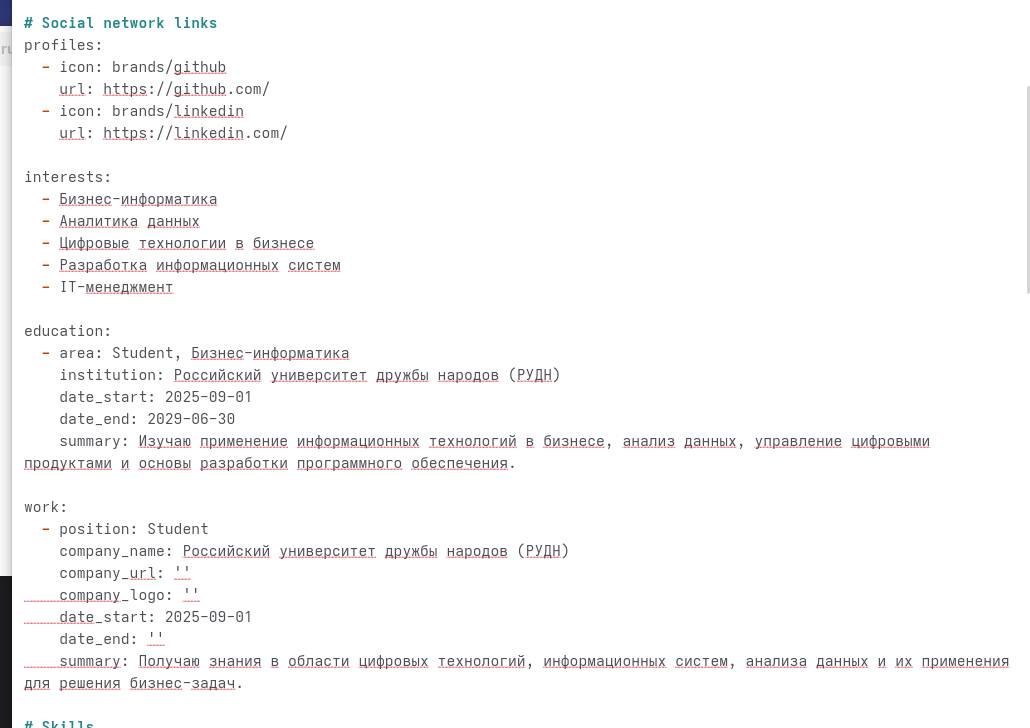 # Social network links
profiles:
  - icon: brands/github
    url: https://github.com/
  - icon: brands/linkedin
    url: https://linkedin.com/

interests:
  - Бизнес-информатика
  - Аналитика данных
  - Цифровые технологии в бизнесе
  - Разработка информационных систем
  - IT-менеджмент

education:
  - area: Student, Бизнес-информатика
    institution: Российский университет дружбы народов (РУДН)
    date_start: 2025-09-01
    date_end: 2029-06-30
    summary: Изучаю применение информационных технологий в бизнесе, анализ данных, управление цифровыми
продуктами и основы разработки программного обеспечения.

work:
  - position: Student
    company_name: Российский университет дружбы народов (РУДН)
    company_url: ''
    company_logo: ''
    date_start: 2025-09-01
    date_end: ''
    summary: Получаю знания в области цифровых технологий, информационных систем, анализа данных и их применения
для решения бизнес-задач.

# Skills